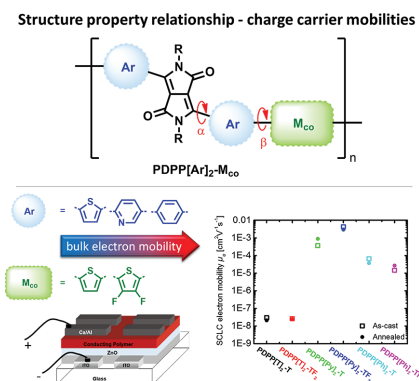 Structure property relationship - charge carrier mobilities
R
Ar
N
O
O
N
R
α
Ar
β
M_co
n
PDPP[Ar]₂-M_co
Ar = S N
bulk electron mobility
M_co = S S
F F
Ca/Al
Conducting Polymer
ZnO
ITO ITO
Glass
+
-
SCLC electron mobility μₑ [cm²V⁻¹s⁻¹]
0.01
1E-3
1E-4
1E-5
1E-6
1E-7
1E-8
1E-9
As-cast
Annealed
PDPP[T]₂-T
PDPP[T]₂-TF₂
PDPP[Py]₂-T
PDPP[Py]₂-TF₂
PDPP[Ph]₂-T
PDPP[Ph]₂-TF₂